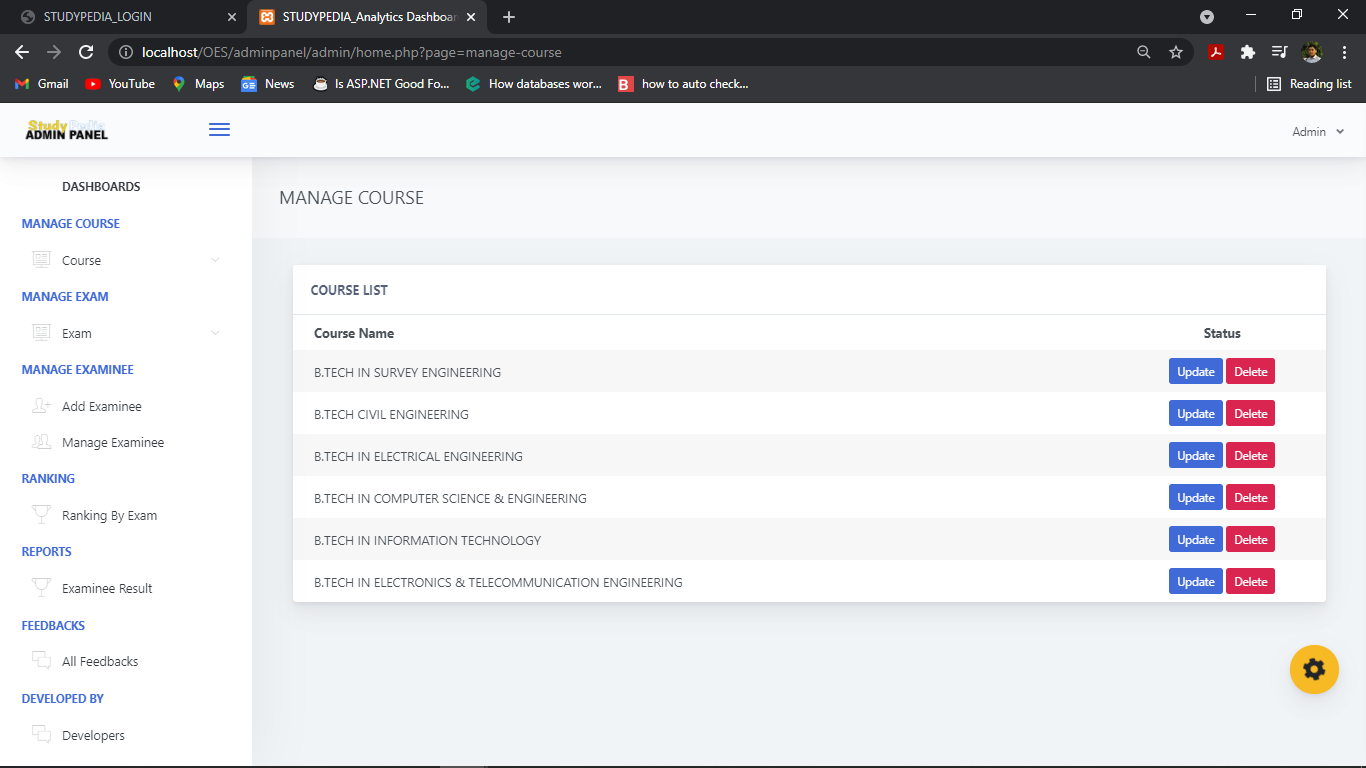 STUDYPEDIA_LOGIN
STUDYPEDIA_Analytics Dashboar
localhost/OES/adminpanel/admin/home.php?page=manage-course
Gmail YouTube Maps News Is ASP.NET Good Fo... How databases wor... how to auto check... Reading list
Study Pedia
ADMIN PANEL
Admin
DASHBOARDS
MANAGE COURSE
Course
MANAGE EXAM
Exam
MANAGE EXAMINEE
Add Examinee
Manage Examinee
RANKING
Ranking By Exam
REPORTS
Examinee Result
FEEDBACKS
All Feedbacks
DEVELOPED BY
Developers
MANAGE COURSE
COURSE LIST
Course Name Status
B.TECH IN SURVEY ENGINEERING Update Delete
B.TECH CIVIL ENGINEERING Update Delete
B.TECH IN ELECTRICAL ENGINEERING Update Delete
B.TECH IN COMPUTER SCIENCE & ENGINEERING Update Delete
B.TECH IN INFORMATION TECHNOLOGY Update Delete
B.TECH IN ELECTRONICS & TELECOMMUNICATION ENGINEERING Update Delete